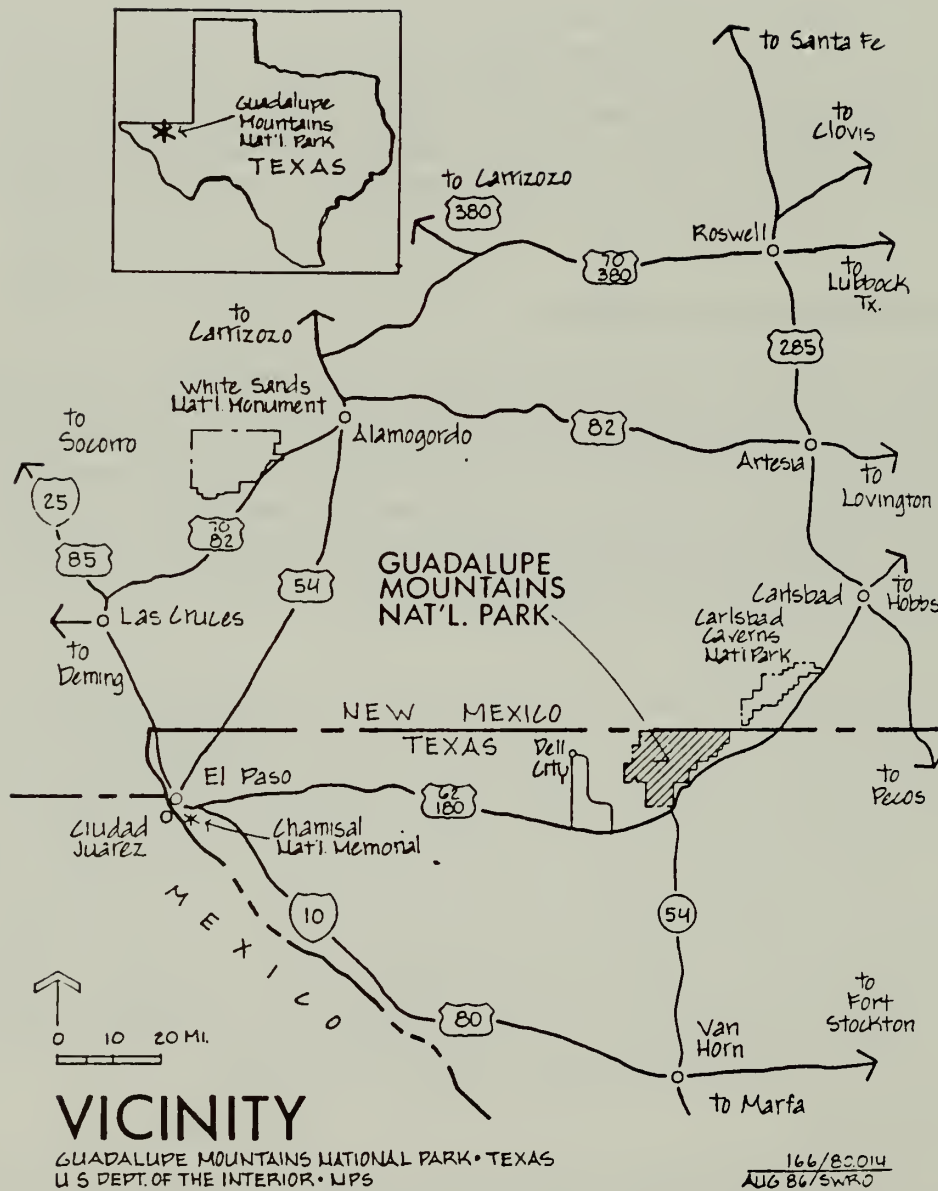 Guadalupe
Mountains
Nat'l. Park
TEXAS
to Santa Fe
to
Clovis
to Carrizozo
380
Roswell
70
380
to
Lubbock
Tx.
to
Carrizozo
285
White Sands
Nat'l. Monument
Alamogordo
82
Artesia
to
Lovington
to
Socorro
25
85
70
82
54
GUADALUPE
MOUNTAINS
NAT'L. PARK
Carlsbad
to
Hobbs
Carlsbad
Caverns
Nat'l Park
Las Cruces
to
Deming
NEW MEXICO
TEXAS
Dell
City
El Paso
62
180
to
Pecos
Ciudad
Juarez
Chamisal
Nat'l. Memorial
MEXICO
10
54
80
Van
Horn
to
Fort
Stockton
to Marfa
0 10 20 MI.
VICINITY
GUADALUPE MOUNTAINS NATIONAL PARK • TEXAS
U S DEPT. OF THE INTERIOR • NPS
166/80014
AUG 86/SWRO